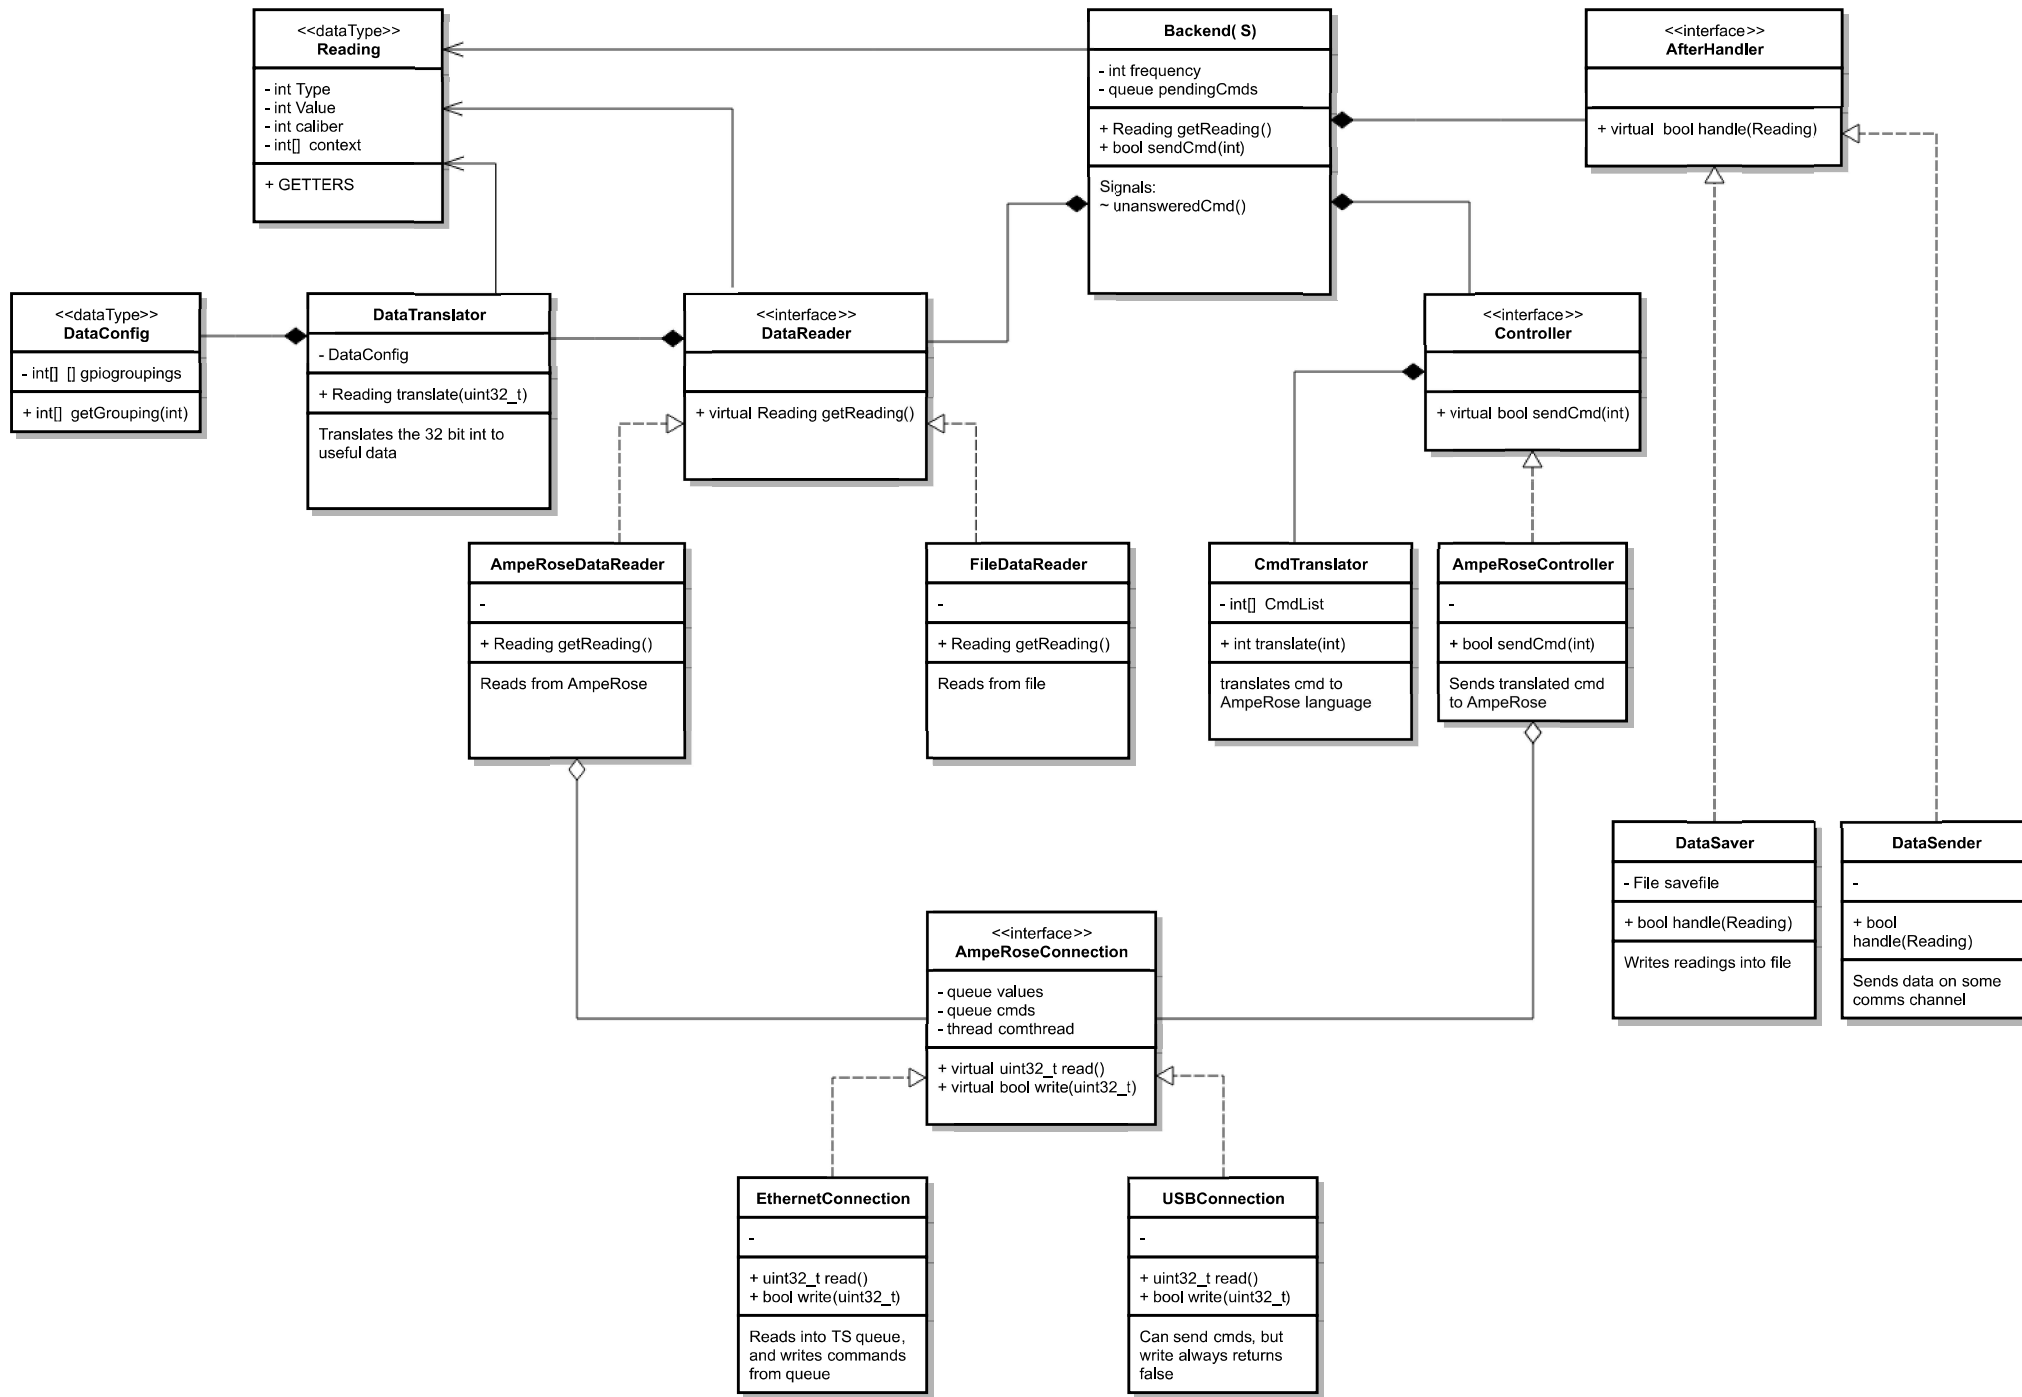 <<dataType>>
Reading
- int Type
- int Value
- int caliber
- int[]  context
+ GETTERS
Backend( S)
- int frequency
- queue pendingCmds
+ Reading getReading()
+ bool sendCmd(int)
Signals:
~ unansweredCmd()
<<interface>>
AfterHandler
+ virtual  bool handle(Reading)
<<dataType>>
DataConfig
- int[]  [] gpiogroupings
+ int[]  getGrouping(int)
DataTranslator
- DataConfig
+ Reading translate(uint32_t)
Translates the 32 bit int to
useful data
<<interface>>
DataReader
+ virtual Reading getReading()
<<interface>>
Controller
+ virtual bool sendCmd(int)
AmpeRoseDataReader
-
+ Reading getReading()
Reads from AmpeRose
FileDataReader
-
+ Reading getReading()
Reads from file
CmdTranslator
- int[]  CmdList
+ int translate(int)
translates cmd to
AmpeRose language
AmpeRoseController
-
+ bool sendCmd(int)
Sends translated cmd
to AmpeRose
DataSaver
- File savefile
+ bool handle(Reading)
Writes readings into file
DataSender
-
+ bool
handle(Reading)
Sends data on some
comms channel
<<interface>>
AmpeRoseConnection
- queue values
- queue cmds
- thread comthread
+ virtual uint32_t read()
+ virtual bool write(uint32_t)
EthernetConnection
-
+ uint32_t read()
+ bool write(uint32_t)
Reads into TS queue,
and writes commands
from queue
USBConnection
-
+ uint32_t read()
+ bool write(uint32_t)
Can send cmds, but
write always returns
false